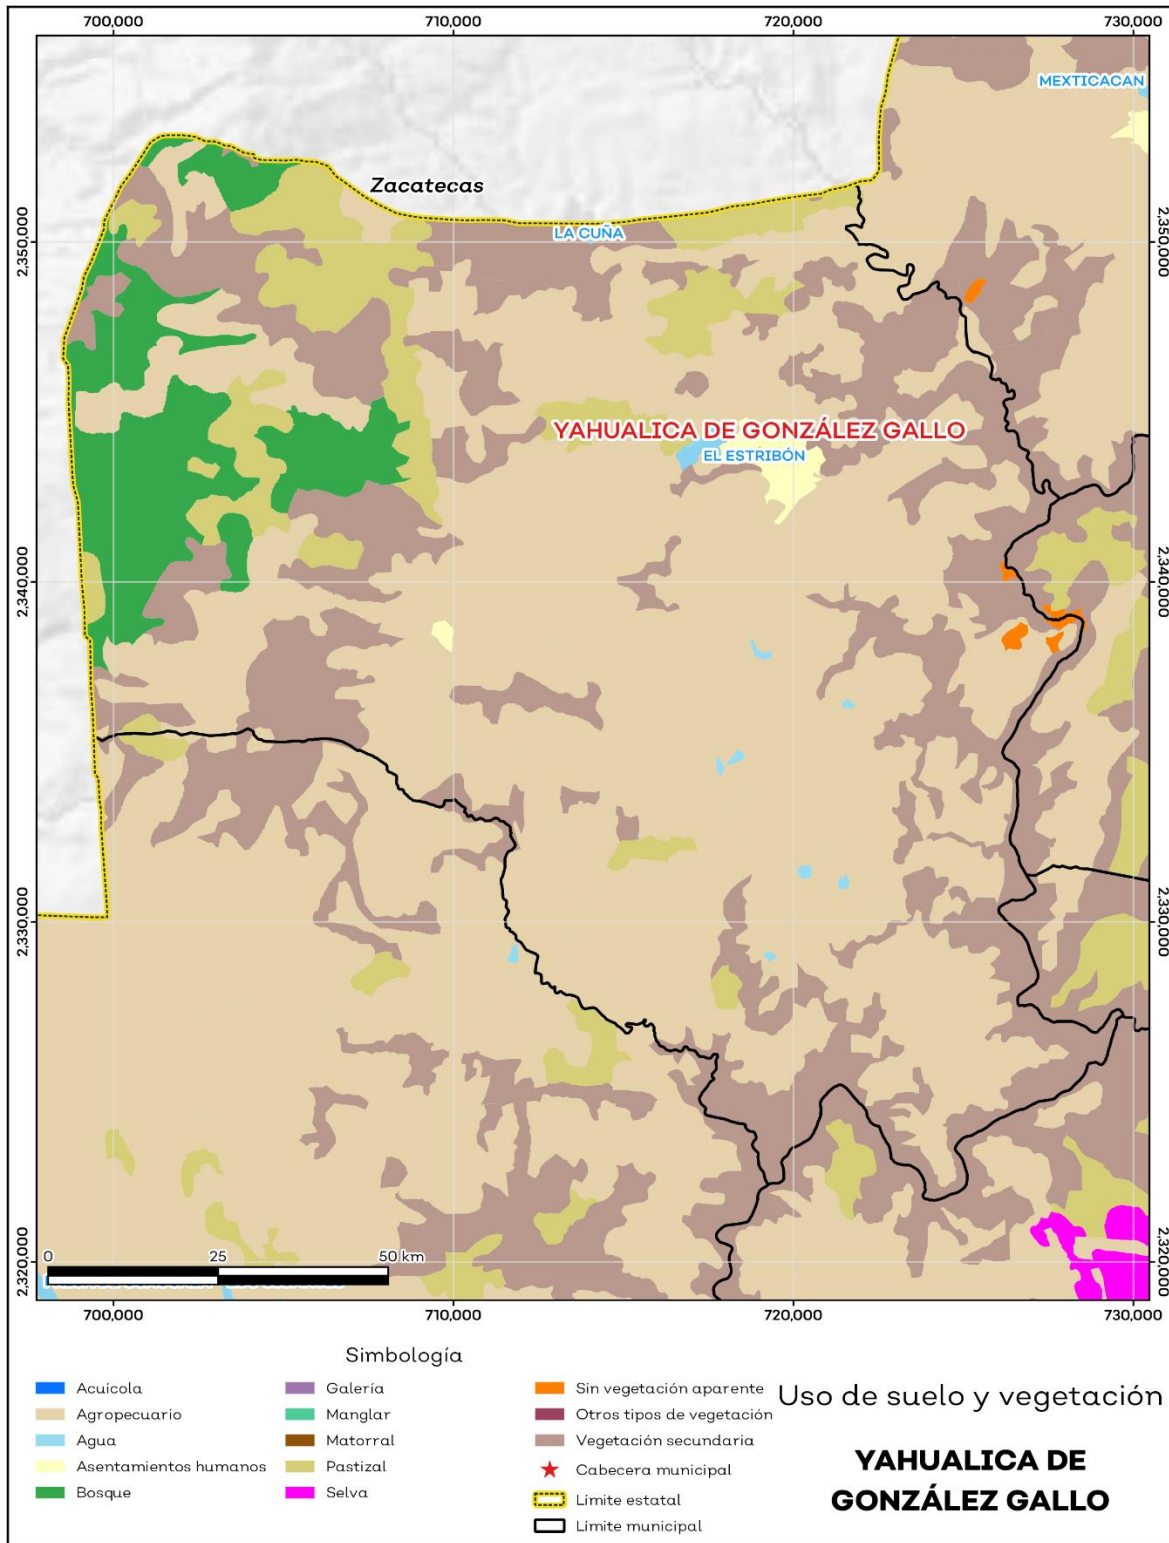 700,000
710,000
720,000
730,000
MEXTICACAN
Zacatecas
LA CUÑA
2,350,000
2,350,000
YAHUALICA DE GONZÁLEZ GALLO
EL ESTRIBÓN
2,340,000
2,340,000
2,330,000
2,330,000
2,320,000
2,320,000
0
25
50 km
700,000
710,000
720,000
730,000
Simbología
Acuícola
Agropecuario
Agua
Asentamientos humanos
Bosque
Galería
Manglar
Matorral
Pastizal
Selva
Sin vegetación aparente
Otros tipos de vegetación
Vegetación secundaria
Cabecera municipal
Límite estatal
Límite municipal
Uso de suelo y vegetación
YAHUALICA DE
GONZÁLEZ GALLO